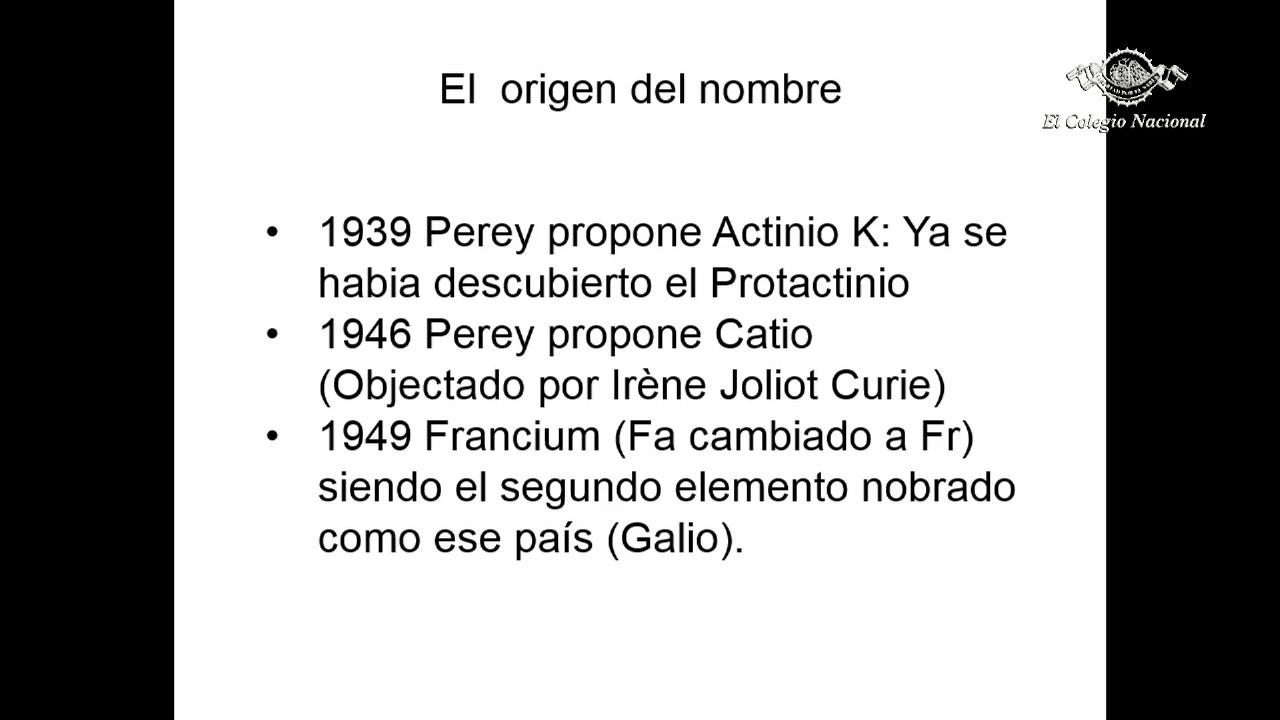 El origen del nombre
El Colegio Nacional
• 1939 Perey propone Actinio K: Ya se
habia descubierto el Protactinio
• 1946 Perey propone Catio
(Objectado por Irène Joliot Curie)
• 1949 Francium (Fa cambiado a Fr)
siendo el segundo elemento nobrado
como ese país (Galio).